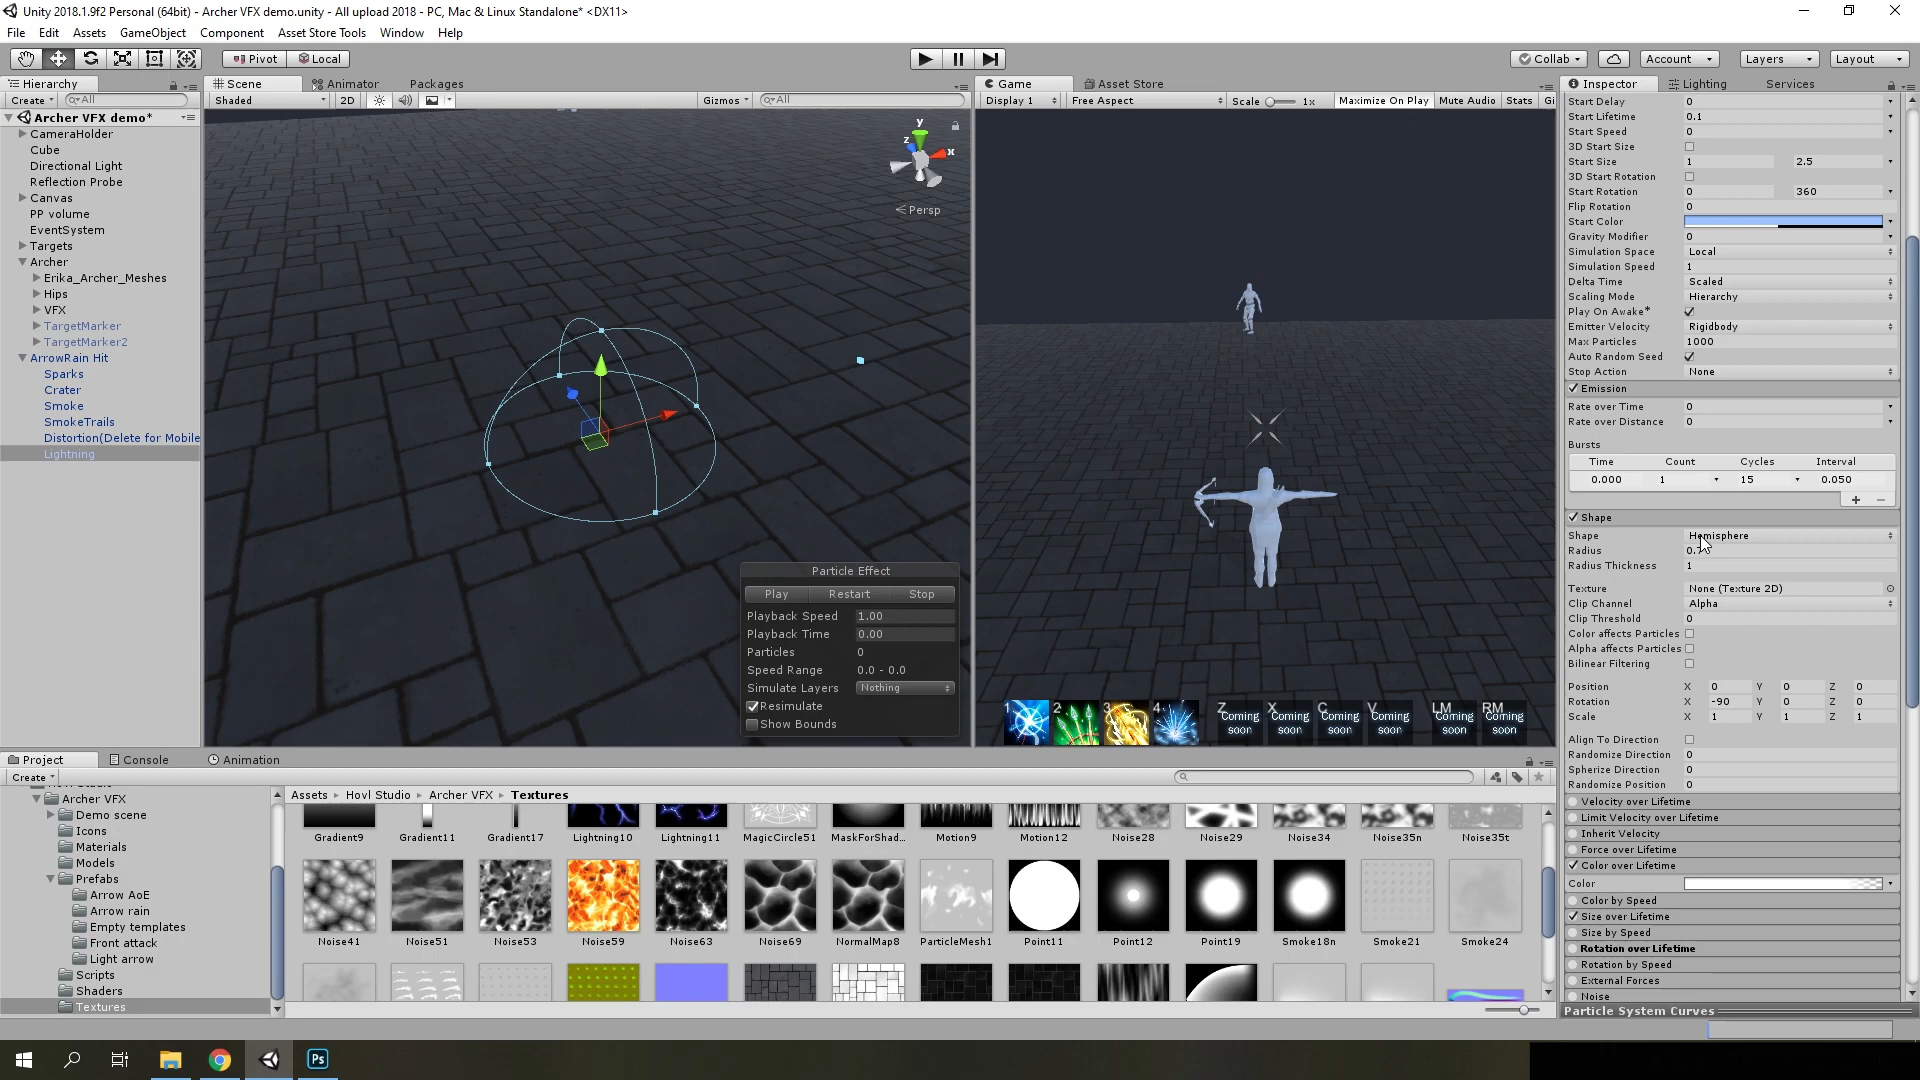 Unity 2018.1.9f2 Personal (64bit) - Archer VFX demo.unity - All upload 2018 - PC, Mac & Linux Standalone* <DX11>
File Edit Assets GameObject Component Asset Store Tools Window Help
Pivot Local Collab Account Layers Layout
Hierarchy
Create All
Archer VFX demo*
CameraHolder
Cube
Directional Light
Reflection Probe
Canvas
PP volume
EventSystem
Targets
Archer
Erika_Archer_Meshes
Hips
VFX
TargetMarker
TargetMarker2
ArrowRain Hit
Sparks
Crater
Smoke
SmokeTrails
Distortion(Delete for Mobile
Lightning
Scene Animator Packages
Shaded 2D Gizmos All
y
z
x
Persp
Particle Effect
Play Restart Stop
Playback Speed 1.00
Playback Time 0.00
Particles 0
Speed Range 0.0 - 0.0
Simulate Layers Nothing
Resimulate
Show Bounds
Game Asset Store
Display 1 Free Aspect Scale 1x Maximize On Play Mute Audio Stats Gi
1 2 3 4 Z X C V LM RM
Coming soon Coming soon Coming soon Coming soon Coming soon Coming soon
Inspector Lighting Services
Start Delay 0
Start Lifetime 0.1
Start Speed 0
3D Start Size
Start Size 1 2.5
3D Start Rotation
Start Rotation 0 360
Flip Rotation 0
Start Color
Gravity Modifier 0
Simulation Space Local
Simulation Speed 1
Delta Time Scaled
Scaling Mode Hierarchy
Play On Awake*
Emitter Velocity Rigidbody
Max Particles 1000
Auto Random Seed
Stop Action None
Emission
Rate over Time 0
Rate over Distance 0
Bursts
Time Count Cycles Interval
0.000 1 15 0.050
Shape
Shape Hemisphere
Radius
Radius Thickness 1
Texture None (Texture 2D)
Clip Channel Alpha
Clip Threshold 0
Color affects Particles
Alpha affects Particles
Bilinear Filtering
Position X 0 Y 0 Z 0
Rotation X -90 Y 0 Z 0
Scale X 1 Y 1 Z 1
Align To Direction
Randomize Direction 0
Spherize Direction 0
Randomize Position 0
Velocity over Lifetime
Limit Velocity over Lifetime
Inherit Velocity
Force over Lifetime
Color over Lifetime
Color
Color by Speed
Size over Lifetime
Size by Speed
Rotation over Lifetime
Rotation by Speed
External Forces
Noise
Particle System Curves
Project Console Animation
Create
Archer VFX
Demo scene
Icons
Materials
Models
Prefabs
Arrow AoE
Arrow rain
Empty templates
Front attack
Light arrow
Scripts
Shaders
Textures
Assets Hovl Studio Archer VFX Textures
Gradient9 Gradient11 Gradient17 Lightning10 Lightning11 MagicCircle51 MaskForShad... Motion9 Motion12 Noise28 Noise29 Noise34 Noise35n Noise35t
Noise41 Noise51 Noise53 Noise59 Noise63 Noise69 NormalMap8 ParticleMesh1 Point11 Point12 Point19 Smoke18n Smoke21 Smoke24
Ps